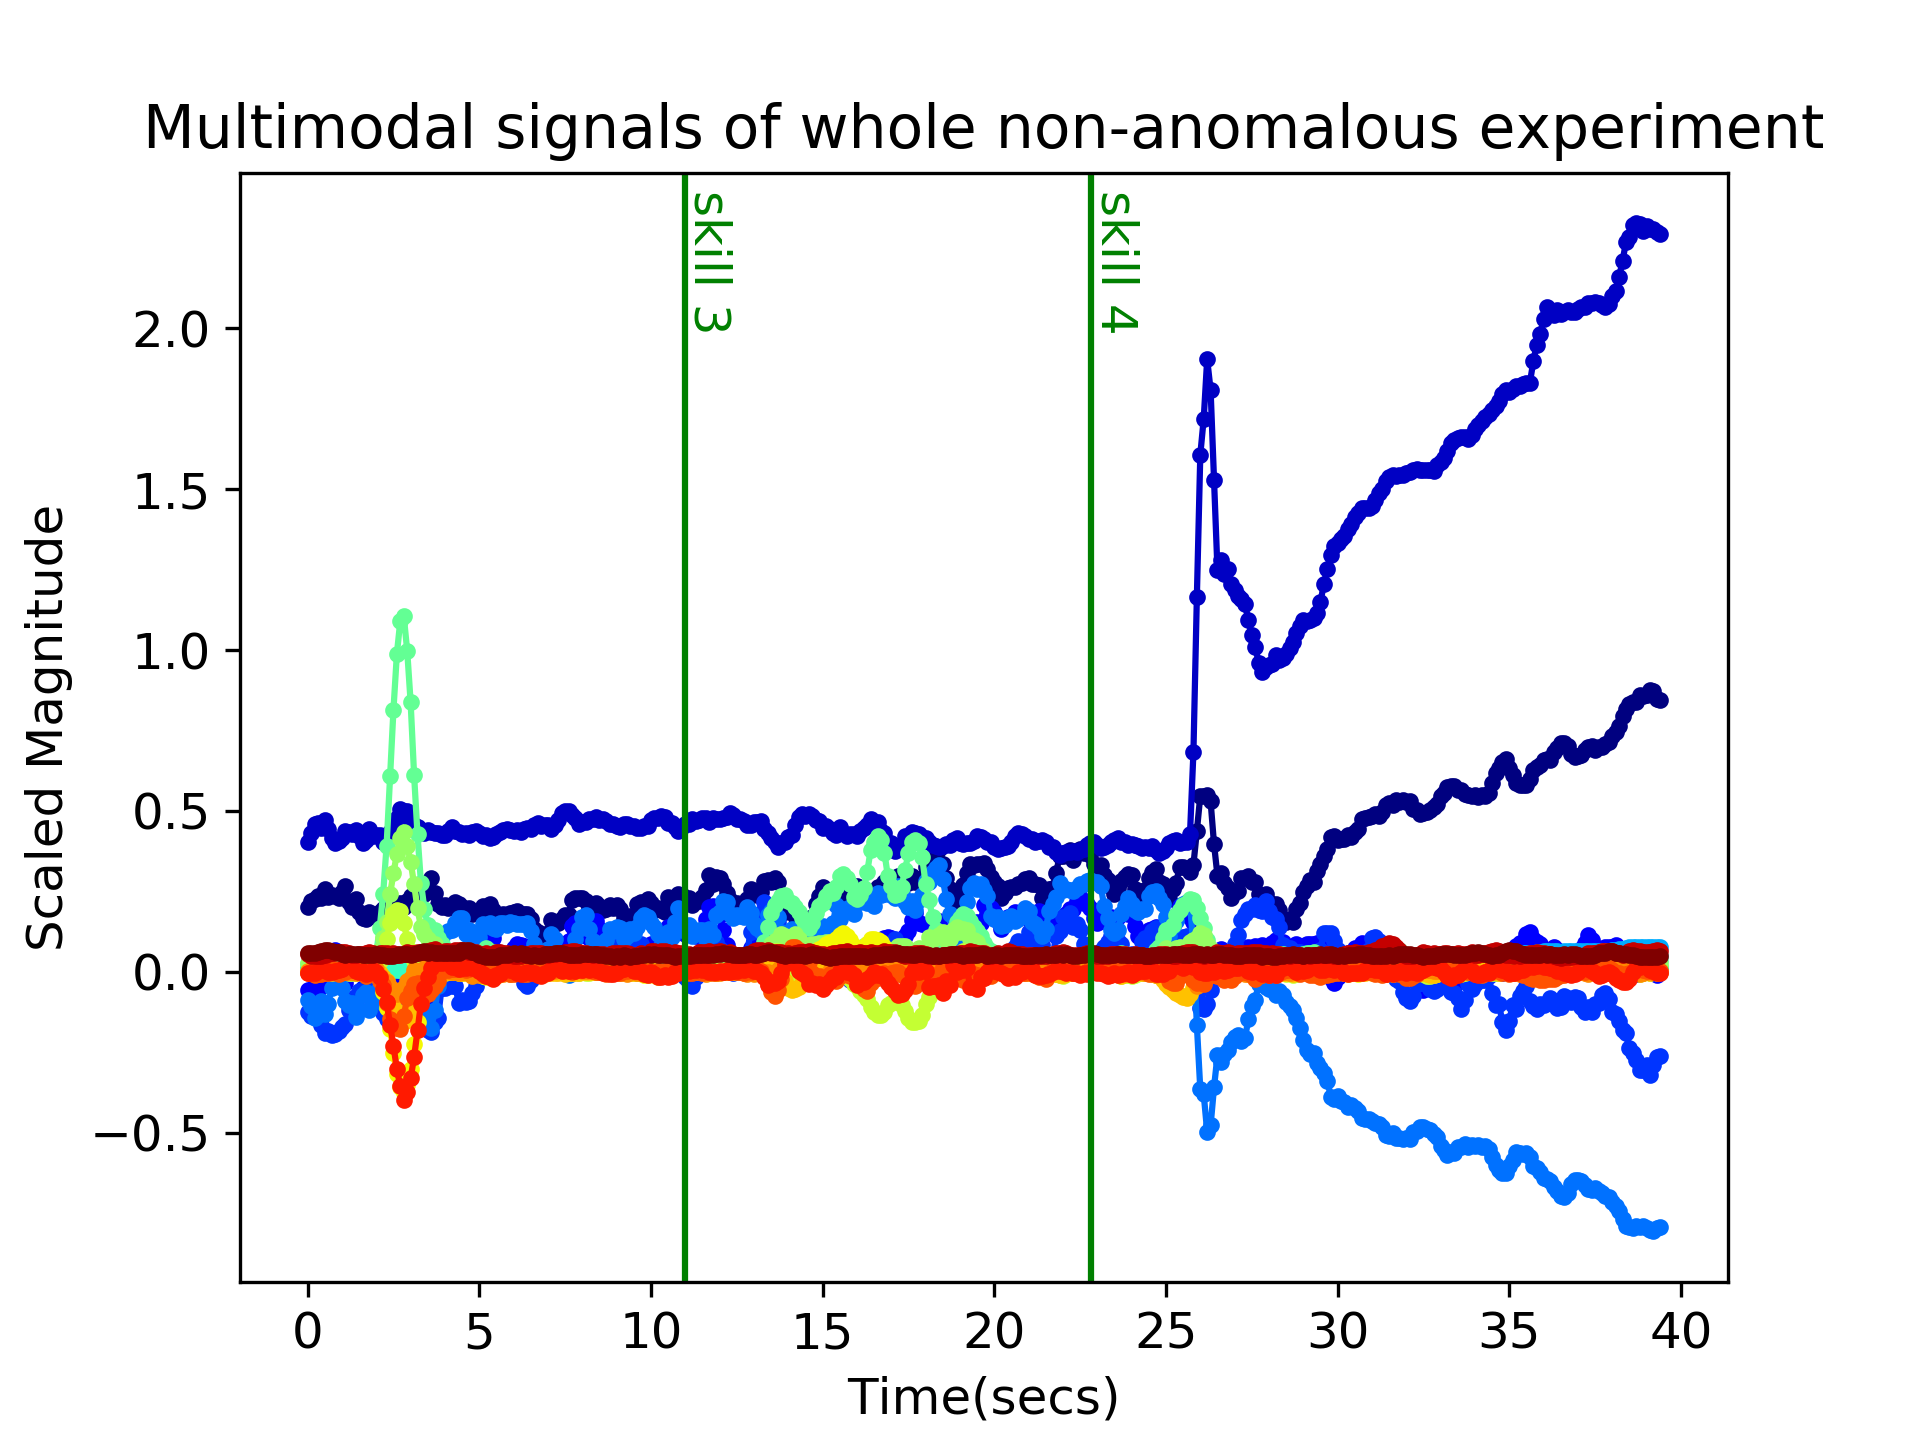 Multimodal signals of whole non-anomalous experiment
skill 3
skill 4
2.0
1.5
1.0
0.5
0.0
−0.5
Scaled Magnitude
0 5 10 15 20 25 30 35 40
Time(secs)